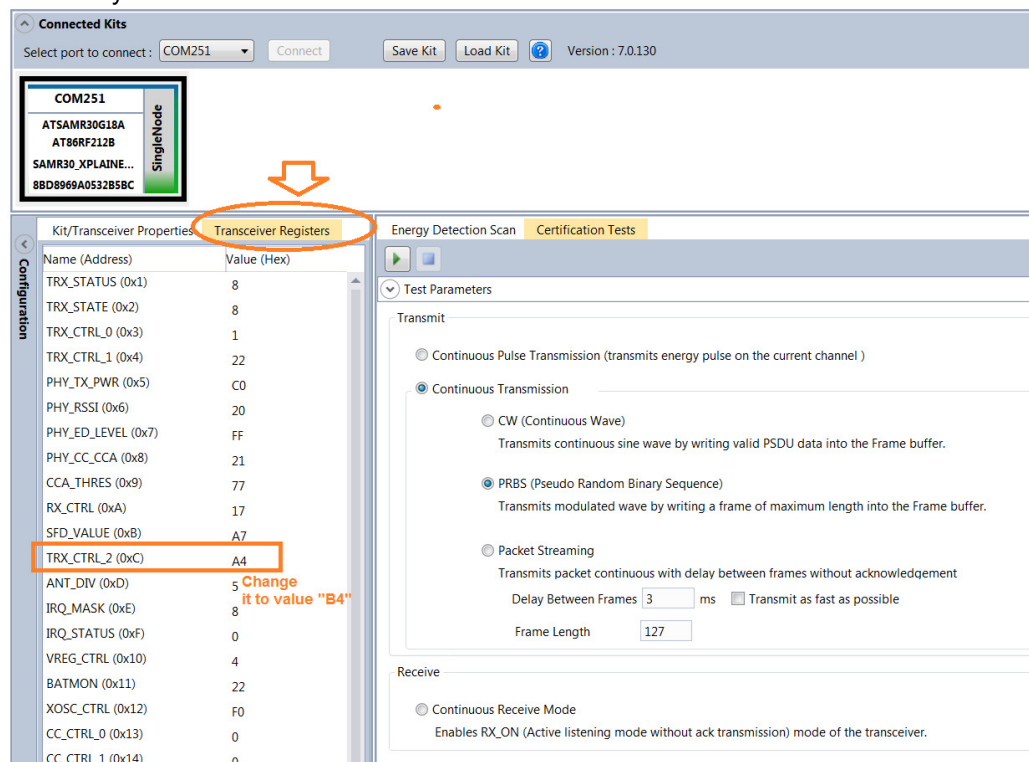 Connected Kits
Select port to connect : COM251 Connect Save Kit Load Kit ? Version : 7.0.130
COM251
ATSAMR30G18A
AT86RF212B
SAMR30_XPLAINE...
8BD8969A0532B5BC
SingleNode
Configuration
Kit/Transceiver Properties Transceiver Registers
Name (Address) Value (Hex)
TRX_STATUS (0x1) 8
TRX_STATE (0x2) 8
TRX_CTRL_0 (0x3) 1
TRX_CTRL_1 (0x4) 22
PHY_TX_PWR (0x5) C0
PHY_RSSI (0x6) 20
PHY_ED_LEVEL (0x7) FF
PHY_CC_CCA (0x8) 21
CCA_THRES (0x9) 77
RX_CTRL (0xA) 17
SFD_VALUE (0xB) A7
TRX_CTRL_2 (0xC) A4
ANT_DIV (0xD) 5
Change
it to value "B4"
IRQ_MASK (0xE) 8
IRQ_STATUS (0xF) 0
VREG_CTRL (0x10) 4
BATMON (0x11) 22
XOSC_CTRL (0x12) F0
CC_CTRL_0 (0x13) 0
CC_CTRL_1 (0x14) 0
Energy Detection Scan Certification Tests
Test Parameters
Transmit
Continuous Pulse Transmission (transmits energy pulse on the current channel )
Continuous Transmission
CW (Continuous Wave)
Transmits continuous sine wave by writing valid PSDU data into the Frame buffer.
PRBS (Pseudo Random Binary Sequence)
Transmits modulated wave by writing a frame of maximum length into the Frame buffer.
Packet Streaming
Transmits packet continuous with delay between frames without acknowledgement
Delay Between Frames 3 ms Transmit as fast as possible
Frame Length 127
Receive
Continuous Receive Mode
Enables RX_ON (Active listening mode without ack transmission) mode of the transceiver.